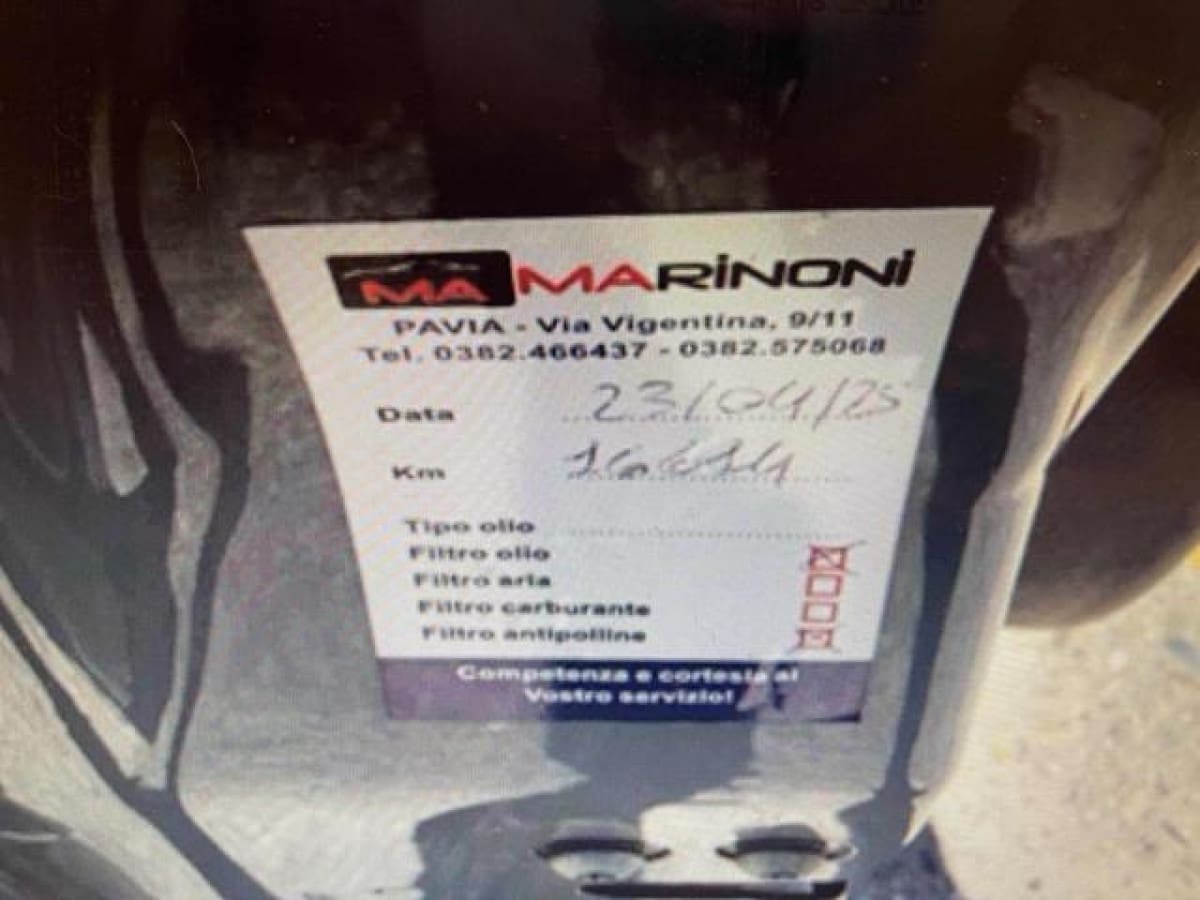 MA MARINONI
PAVIA - Via Vigentina, 9/11
Tel. 0382.466437 - 0382.575068
Data 23/04/25
Km
Tipo olio
Filtro olio
Filtro aria
Filtro carburante
Filtro antipolline
Competenza e cortesia al
Vostro servizio!